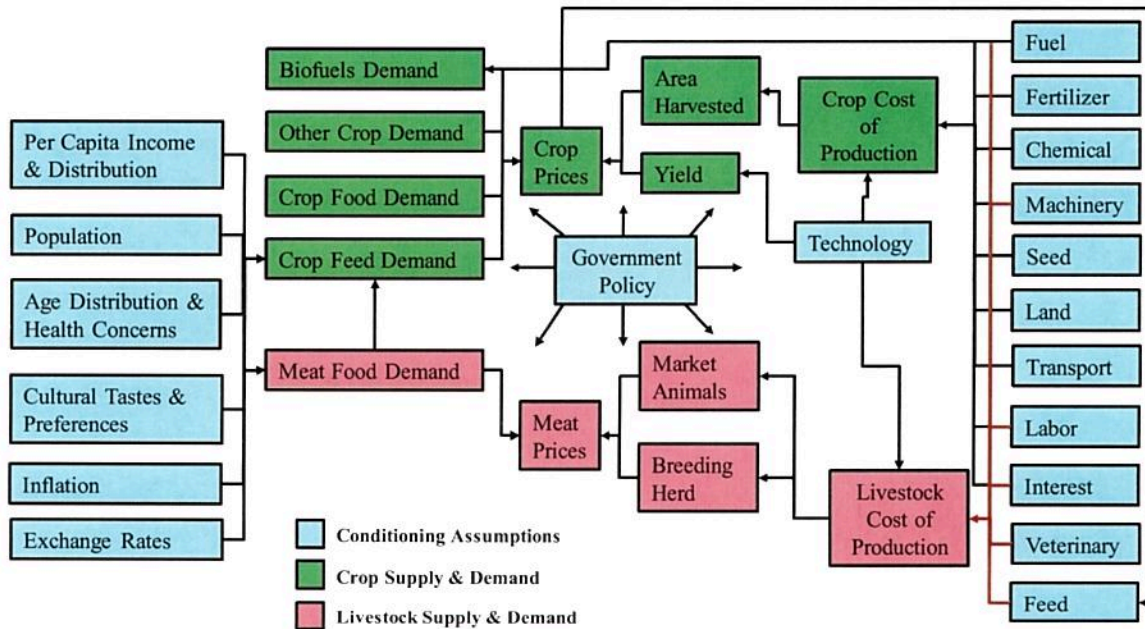 Per Capita Income
& Distribution
Population
Age Distribution &
Health Concerns
Cultural Tastes &
Preferences
Inflation
Exchange Rates
Biofuels Demand
Other Crop Demand
Crop Food Demand
Crop Feed Demand
Meat Food Demand
Crop
Prices
Meat
Prices
Area
Harvested
Yield
Government
Policy
Market
Animals
Breeding
Herd
Crop Cost
of
Production
Technology
Livestock
Cost of
Production
Fuel
Fertilizer
Chemical
Machinery
Seed
Land
Transport
Labor
Interest
Veterinary
Feed
Conditioning Assumptions
Crop Supply & Demand
Livestock Supply & Demand